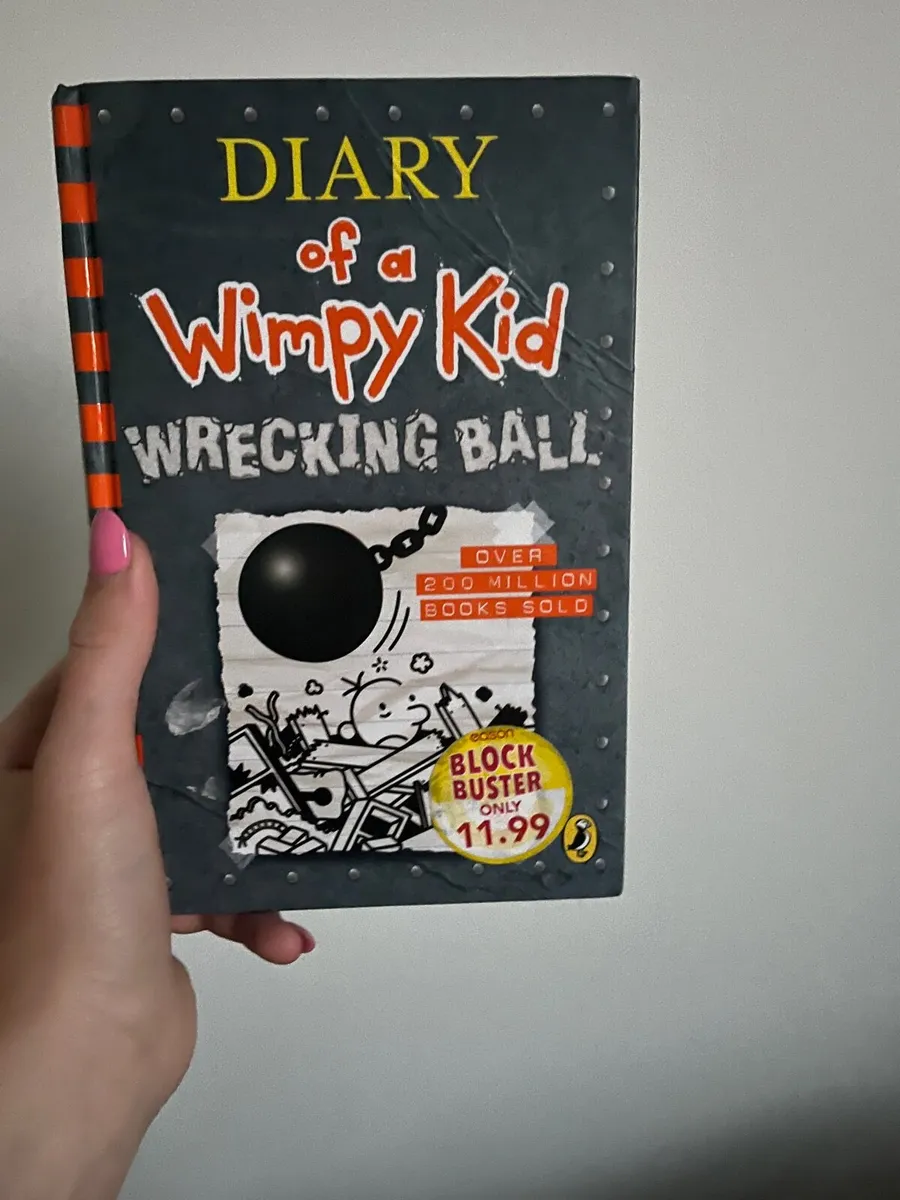 DIARY
of a
Wimpy Kid
WRECKING BALL
OVER
200 MILLION
BOOKS SOLD
eason
BLOCK
BUSTER
ONLY
11.99